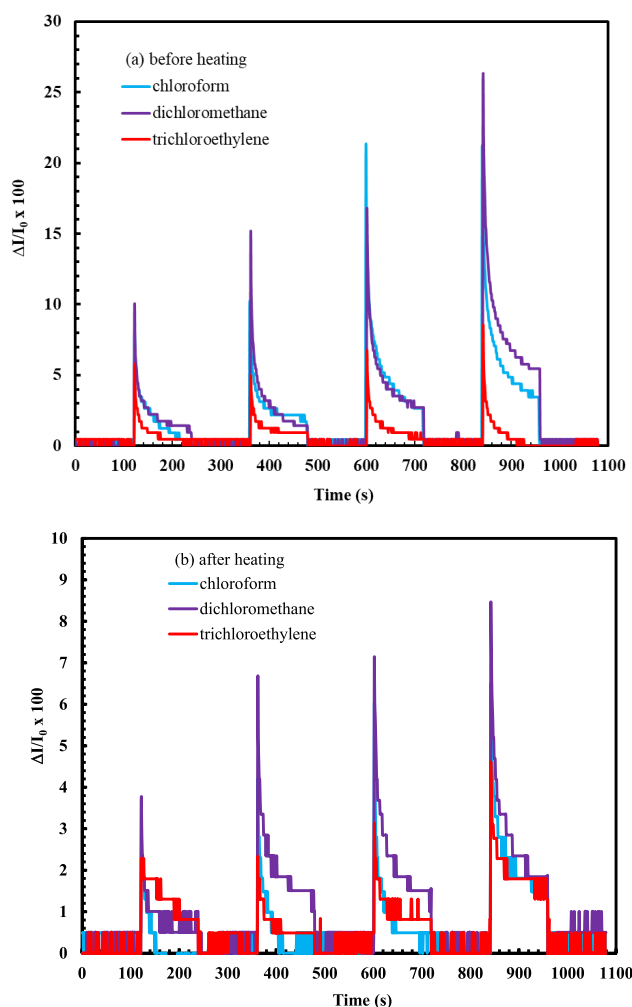 30
25
20
15
10
5
0
ΔI/I0 x 100
(a) before heating
chloroform
dichloromethane
trichloroethylene
0 100 200 300 400 500 600 700 800 900 1000 1100
Time (s)
10
9
8
7
6
5
4
3
2
1
0
ΔI/I0 x 100
(b) after heating
chloroform
dichloromethane
trichloroethylene
0 100 200 300 400 500 600 700 800 900 1000 1100
Time (s)